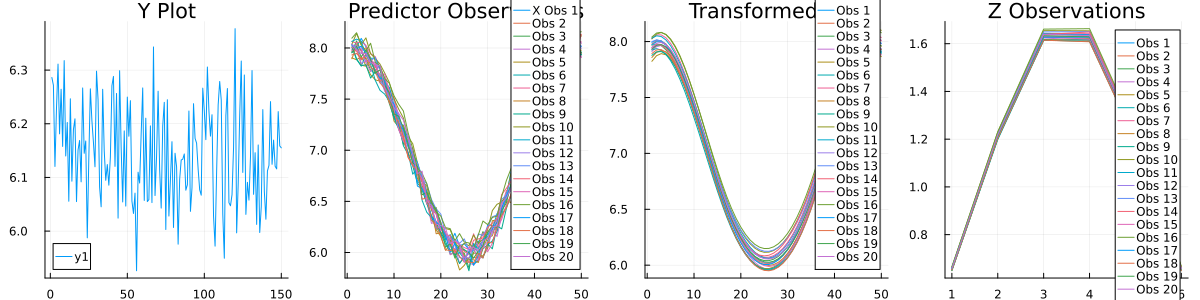 Y Plot
6.3
6.2
6.1
6.0
y1
0
50
100
150
Predictor Obser
8.0
7.5
7.0
6.5
6.0
0
10
20
30
40
50
X Obs 1
Obs 2
Obs 3
Obs 4
Obs 5
Obs 6
Obs 7
Obs 8
Obs 9
Obs 10
Obs 11
Obs 12
Obs 13
Obs 14
Obs 15
Obs 16
Obs 17
Obs 18
Obs 19
Obs 20
Transformed
8.0
7.5
7.0
6.5
6.0
0
10
20
30
40
50
Obs 1
Obs 2
Obs 3
Obs 4
Obs 5
Obs 6
Obs 7
Obs 8
Obs 9
Obs 10
Obs 11
Obs 12
Obs 13
Obs 14
Obs 15
Obs 16
Obs 17
Obs 18
Obs 19
Obs 20
Z Observations
1.6
1.4
1.2
1.0
0.8
1
2
3
4
Obs 1
Obs 2
Obs 3
Obs 4
Obs 5
Obs 6
Obs 7
Obs 8
Obs 9
Obs 10
Obs 11
Obs 12
Obs 13
Obs 14
Obs 15
Obs 16
Obs 17
Obs 18
Obs 19
Obs 20